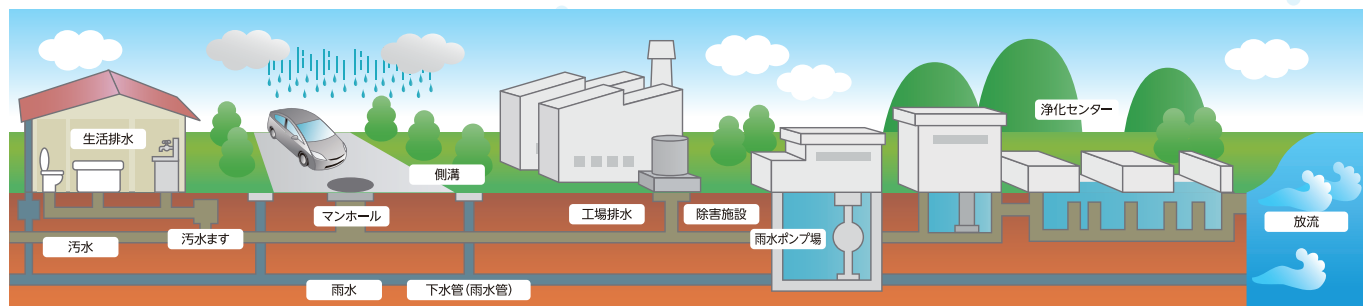 生活排水
側溝
浄化センター
マンホール
工場排水
除害施設
放流
汚水
汚水ます
雨水ポンプ場
雨水
下水管(雨水管)